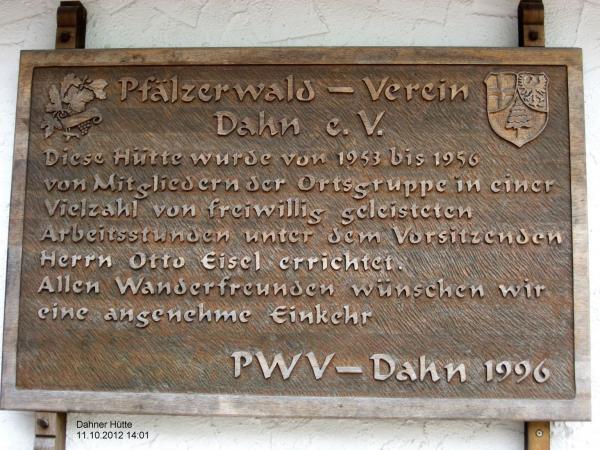 Pfälzerwald – Verein
Dahn e. V.
Diese Hütte wurde von 1953 bis 1956
von Mitgliedern der Ortsgruppe in einer
Vielzahl von freiwillig geleisteten
Arbeitsstunden unter dem Vorsitzenden
Herrn Otto Eisel errichtet.
Allen Wanderfreunden wünschen wir
eine angenehme Einkehr
PWV – Dahn 1996
Dahner Hütte
11.10.2012 14:01